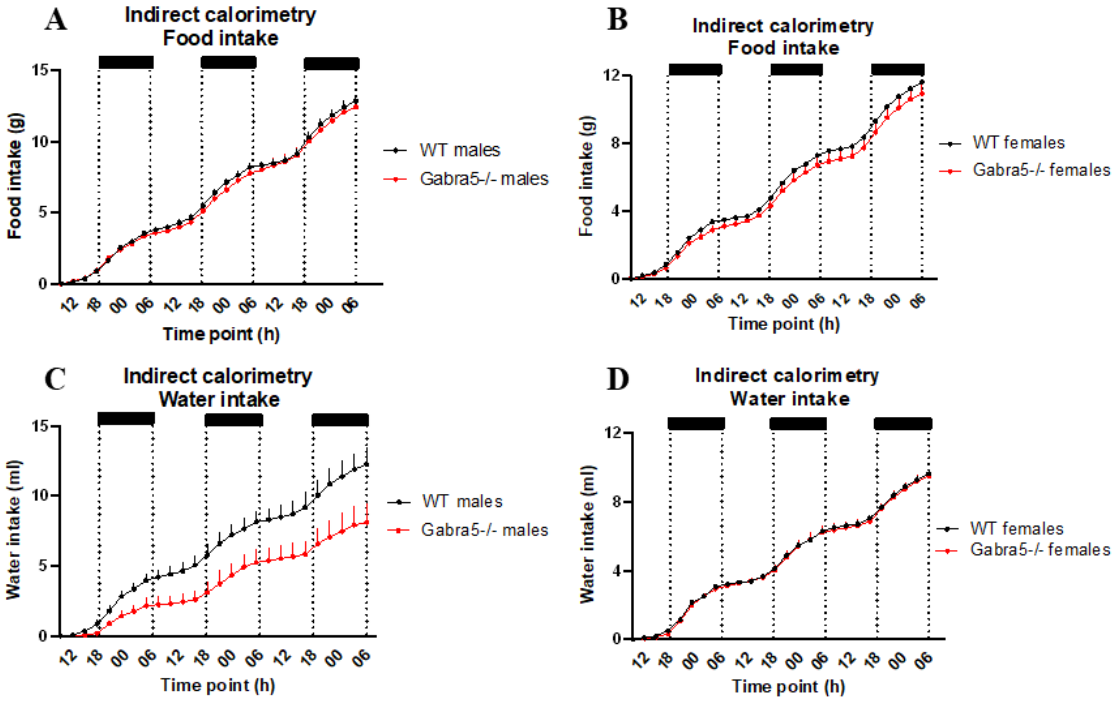 A
Indirect calorimetry
Food intake
15
10
5
0
Food intake (g)
12 18 00 06 12 18 00 06 12 18 00 06
Time point (h)
WT males
Gabra5-/- males
B
Indirect calorimetry
Food intake
12
8
4
0
Food intake (g)
12 18 00 06 12 18 00 06 12 18 00 06
Time point (h)
WT females
Gabra5-/- females
C
Indirect calorimetry
Water intake
15
10
5
0
Water intake (ml)
12 18 00 06 12 18 00 06 12 18 00 06
Time point (h)
WT males
Gabra5-/- males
D
Indirect calorimetry
Water intake
12
8
4
0
Water intake (ml)
12 18 00 06 12 18 00 06 12 18 00 06
Time point (h)
WT females
Gabra5-/- females